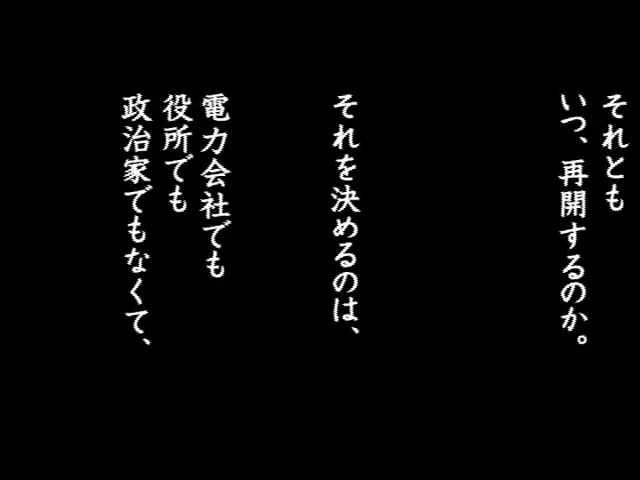 それとも
いつ、再開するのか。
それを決めるのは、
電力会社でも
役所でも
政治家でもなくて、